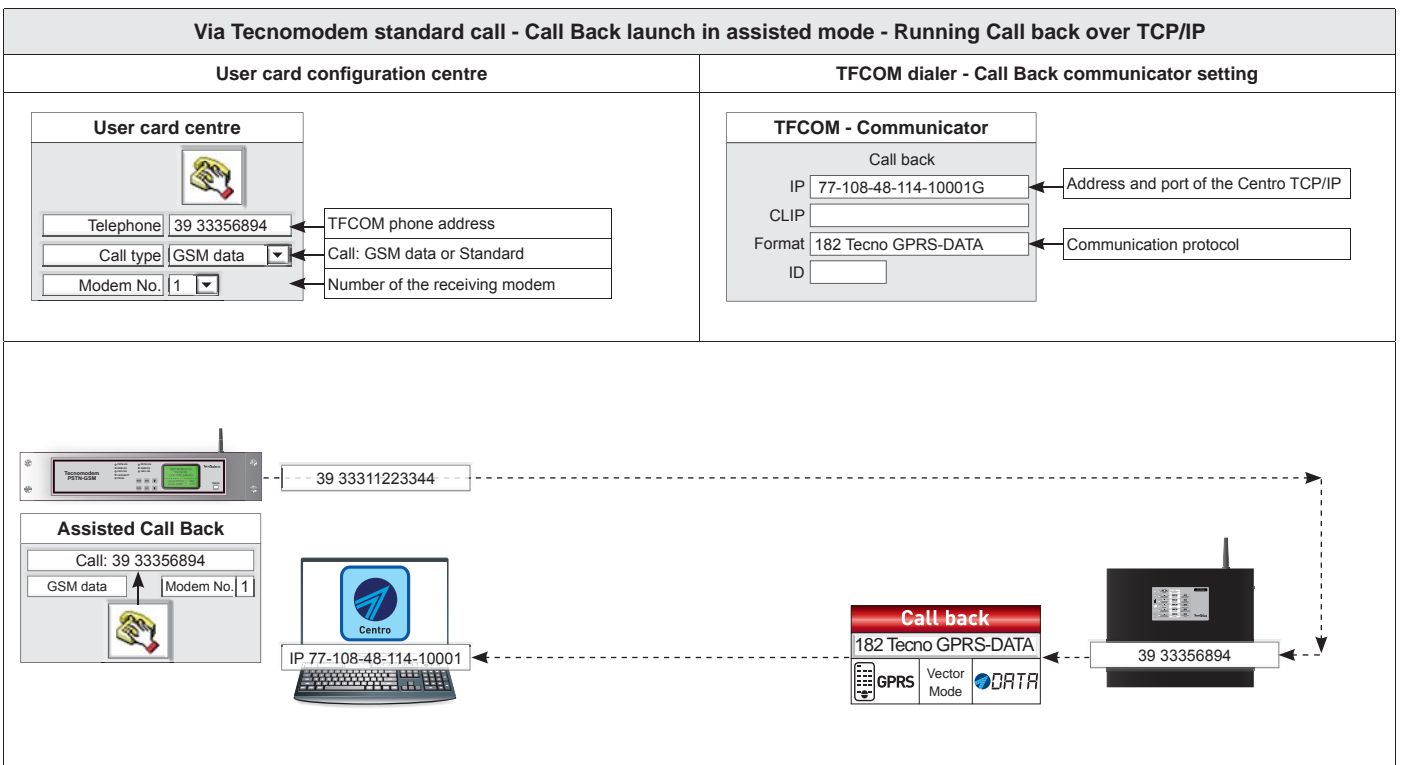 Via Tecnomodem standard call - Call Back launch in assisted mode - Running Call back over TCP/IP
User card configuration centre
TFCOM dialer - Call Back communicator setting
User card centre
Telephone 39 33356894
TFCOM phone address
Call type GSM data
Call: GSM data or Standard
Modem No. 1
Number of the receiving modem
TFCOM - Communicator
Call back
IP 77-108-48-114-10001G
Address and port of the Centro TCP/IP
CLIP
Format 182 Tecno GPRS-DATA
Communication protocol
ID
Tecnomodem
PSTN-GSM
39 33311223344
Assisted Call Back
Call: 39 33356894
GSM data Modem No. 1
Centro
IP 77-108-48-114-10001
Call back
182 Tecno GPRS-DATA
GPRS
Vector
Mode
DATA
39 33356894